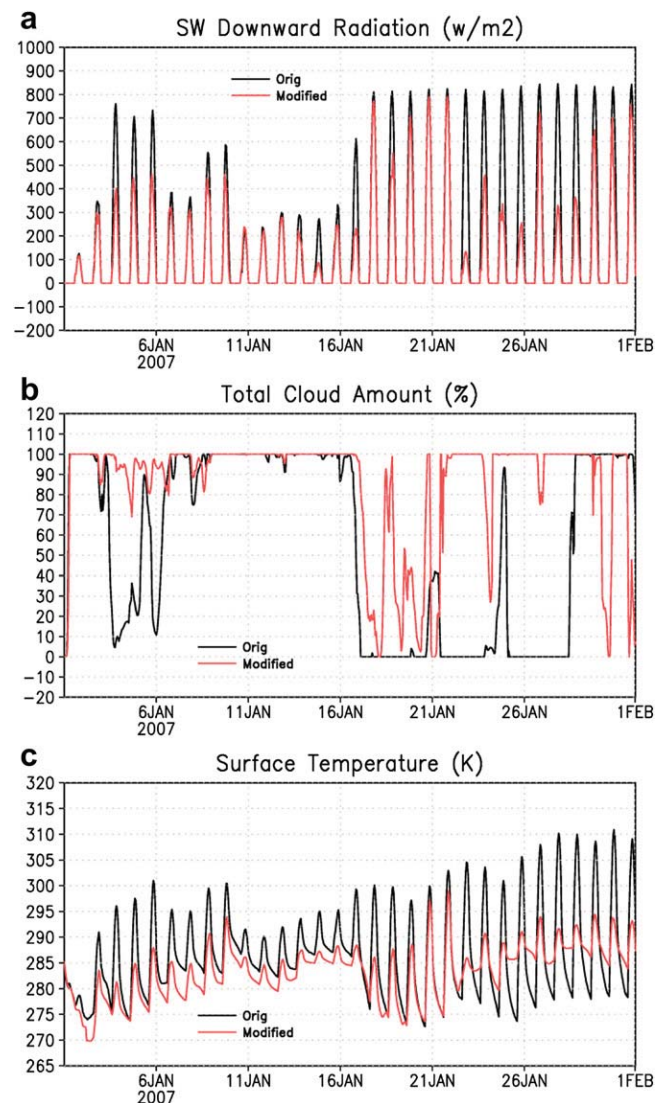 a
SW Downward Radiation (w/m2)
1000
900
800
700
600
500
400
300
200
100
0
-100
-200
Orig
Modified
6JAN
2007
11JAN
16JAN
21JAN
26JAN
1FEB
b
Total Cloud Amount (%)
120
110
100
90
80
70
60
50
40
30
20
10
0
-10
-20
Orig
Modified
6JAN
2007
11JAN
16JAN
21JAN
26JAN
1FEB
c
Surface Temperature (K)
320
315
310
305
300
295
290
285
280
275
270
265
Orig
Modified
6JAN
2007
11JAN
16JAN
21JAN
26JAN
1FEB